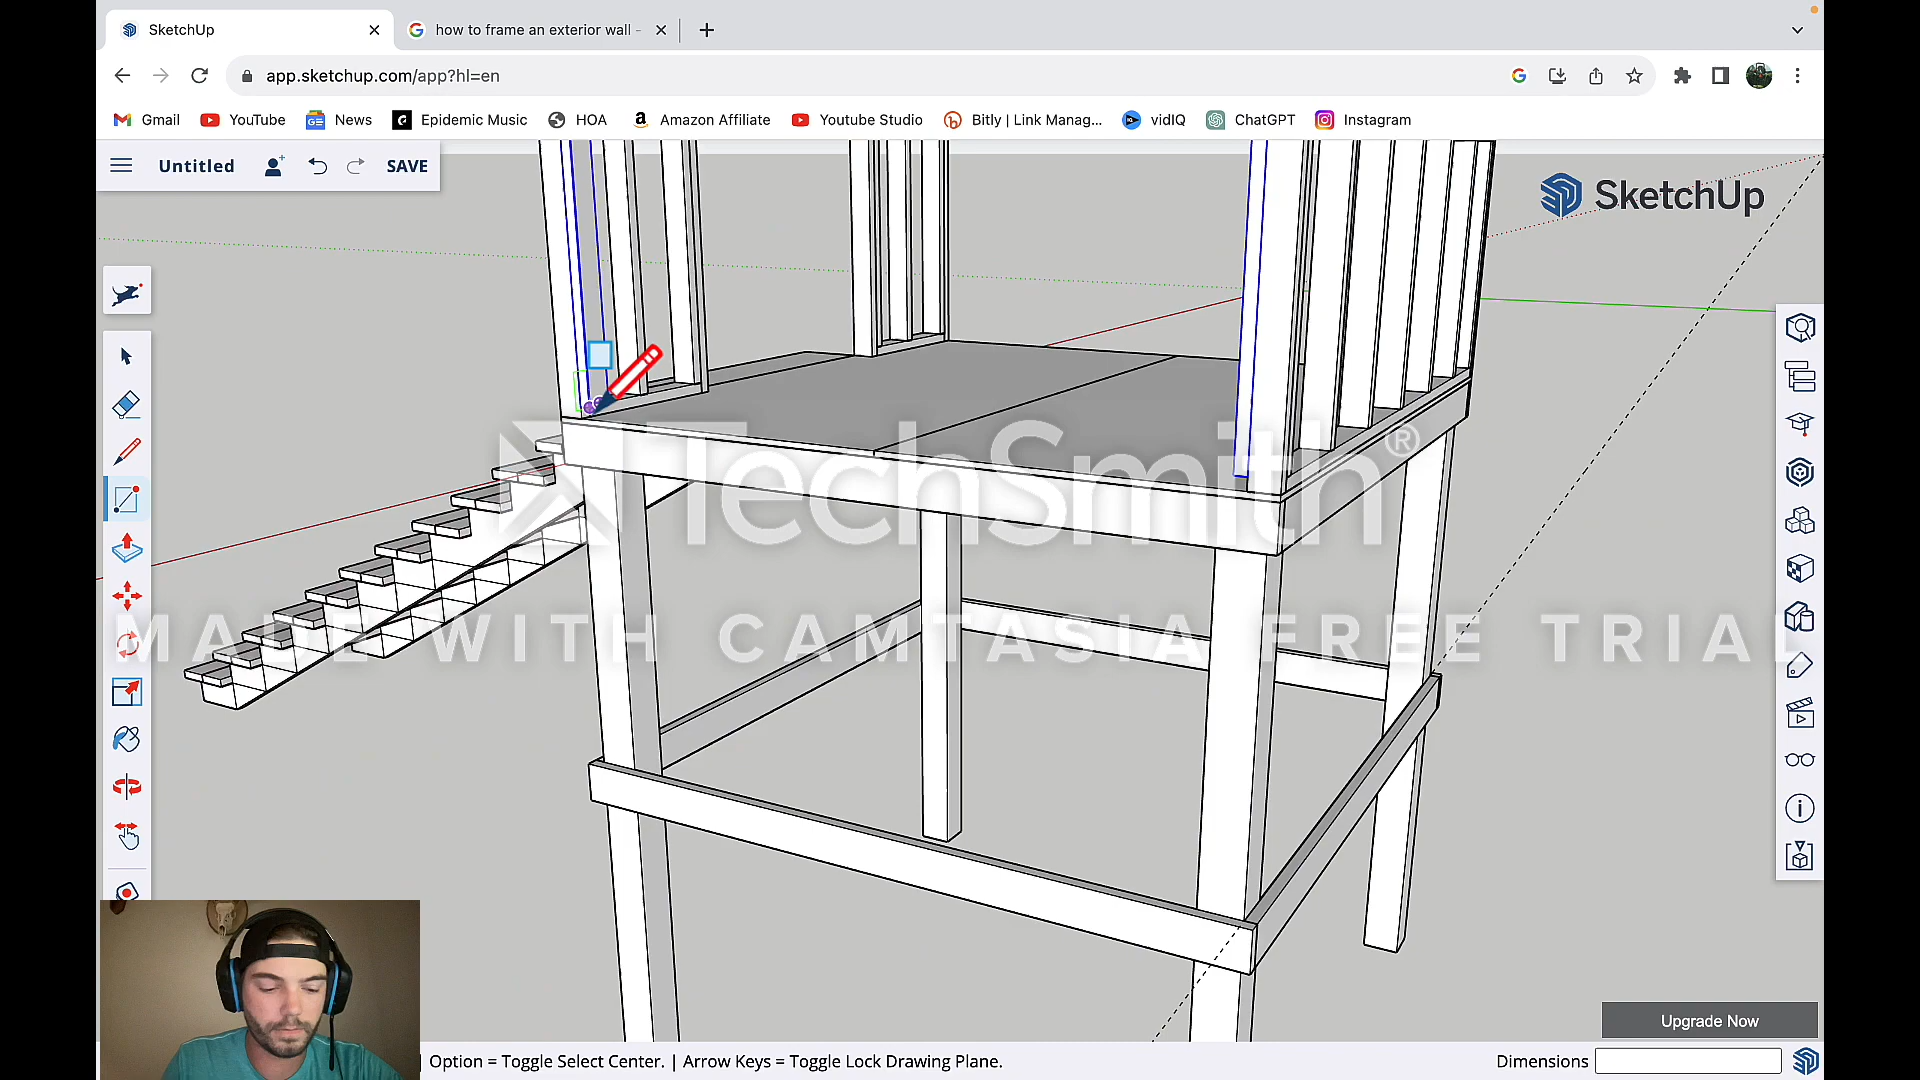 SketchUp
how to frame an exterior wall -
app.sketchup.com/app?hl=en
Gmail
YouTube
News
Epidemic Music
HOA
Amazon Affiliate
Youtube Studio
Bitly | Link Manag...
vidIQ
ChatGPT
Instagram
Untitled
SAVE
SketchUp
TechSmith®
MADE WITH CAMTASIA FREE TRIAL
Upgrade Now
Option = Toggle Select Center. | Arrow Keys = Toggle Lock Drawing Plane.
Dimensions